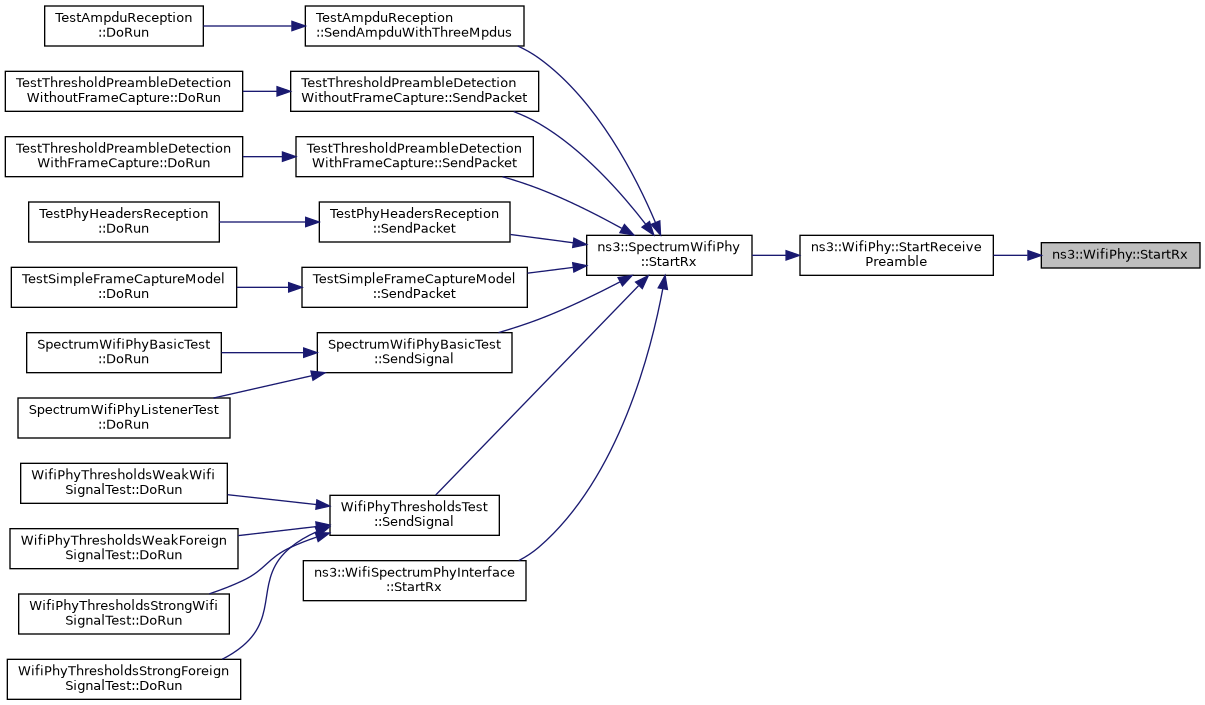 TestAmpduReception
::DoRun
TestAmpduReception
::SendAmpduWithThreeMpdus
TestThresholdPreambleDetection
WithoutFrameCapture::DoRun
TestThresholdPreambleDetection
WithoutFrameCapture::SendPacket
TestThresholdPreambleDetection
WithFrameCapture::DoRun
TestThresholdPreambleDetection
WithFrameCapture::SendPacket
TestPhyHeadersReception
::DoRun
TestPhyHeadersReception
::SendPacket
ns3::SpectrumWifiPhy
::StartRx
ns3::WifiPhy::StartReceive
Preamble
ns3::WifiPhy::StartRx
TestSimpleFrameCaptureModel
::DoRun
TestSimpleFrameCaptureModel
::SendPacket
SpectrumWifiPhyBasicTest
::DoRun
SpectrumWifiPhyBasicTest
::SendSignal
SpectrumWifiPhyListenerTest
::DoRun
WifiPhyThresholdsWeakWifi
SignalTest::DoRun
WifiPhyThresholdsTest
::SendSignal
WifiPhyThresholdsWeakForeign
SignalTest::DoRun
ns3::WifiSpectrumPhyInterface
::StartRx
WifiPhyThresholdsStrongWifi
SignalTest::DoRun
WifiPhyThresholdsStrongForeign
SignalTest::DoRun